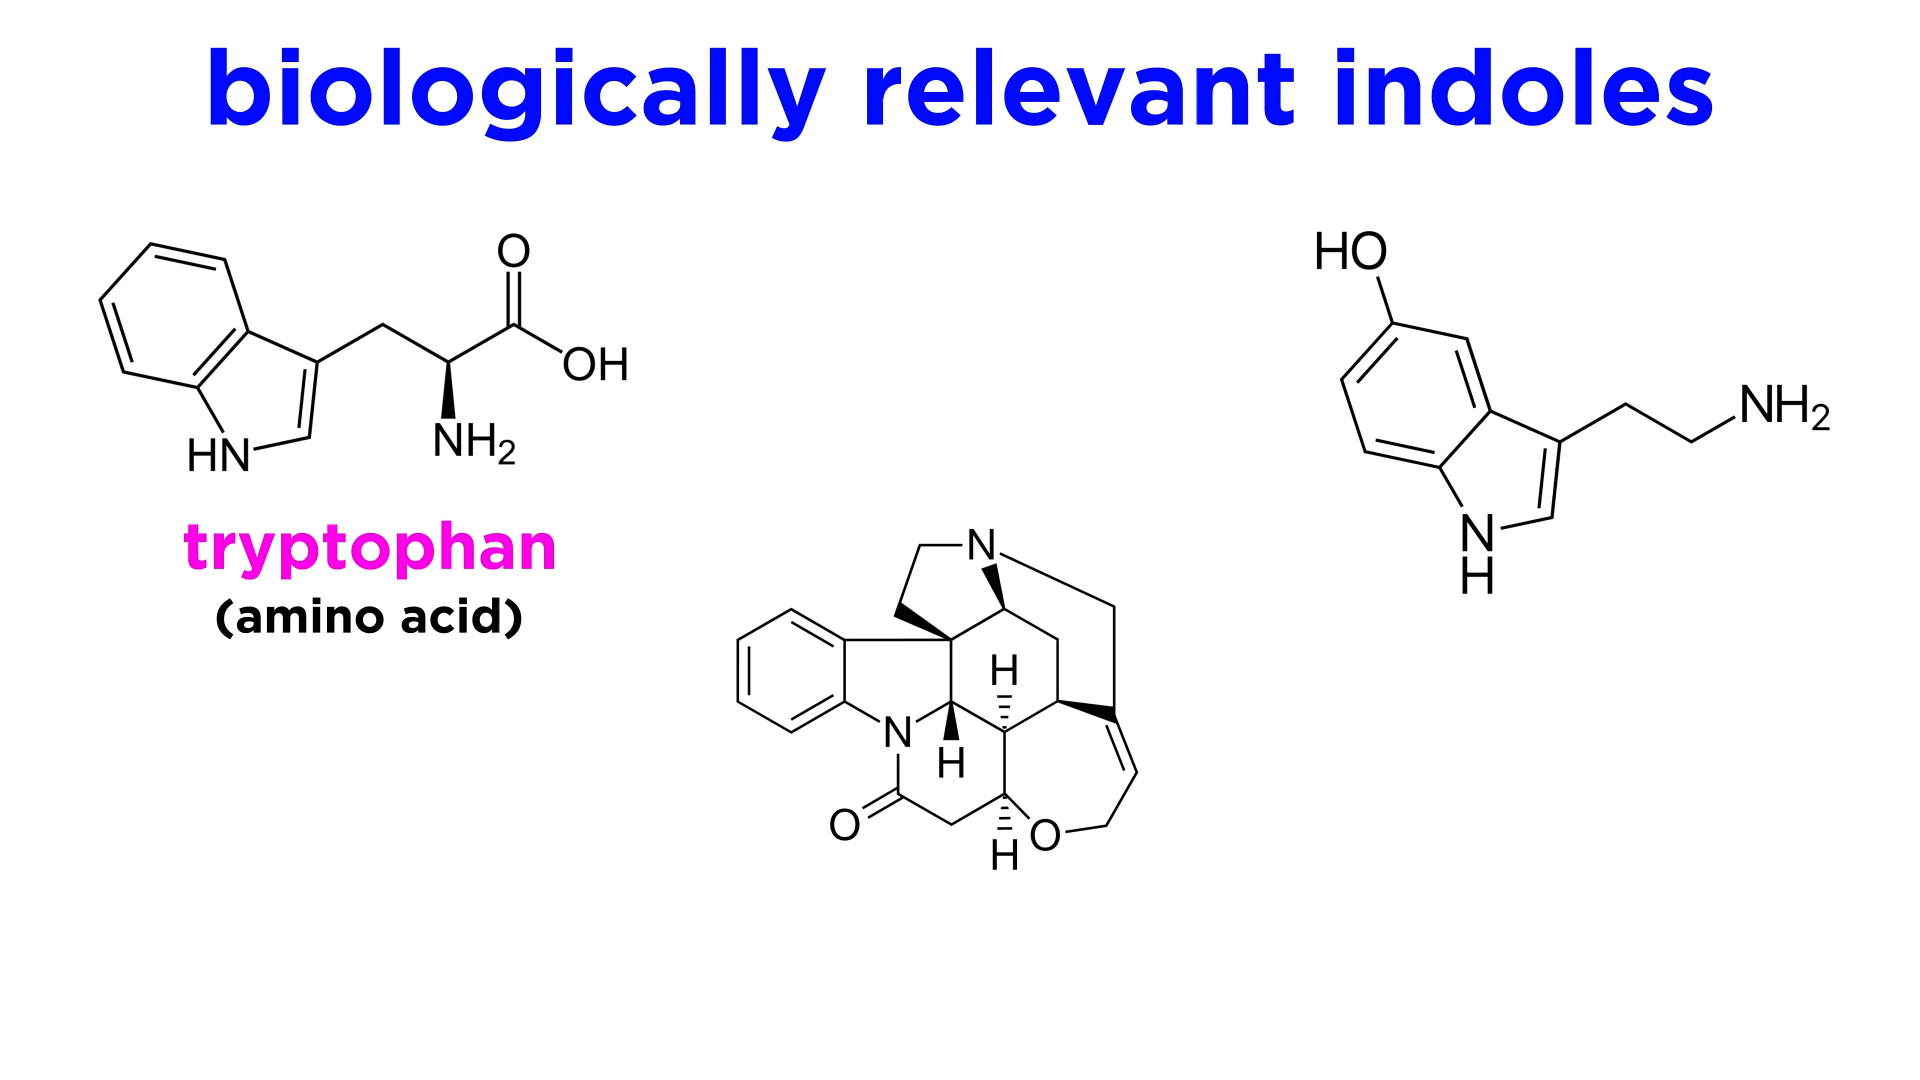 biologically relevant indoles
O
OH
NH₂
HN
tryptophan
(amino acid)
N
H
N
H
O
O
H
HO
NH₂
N
H